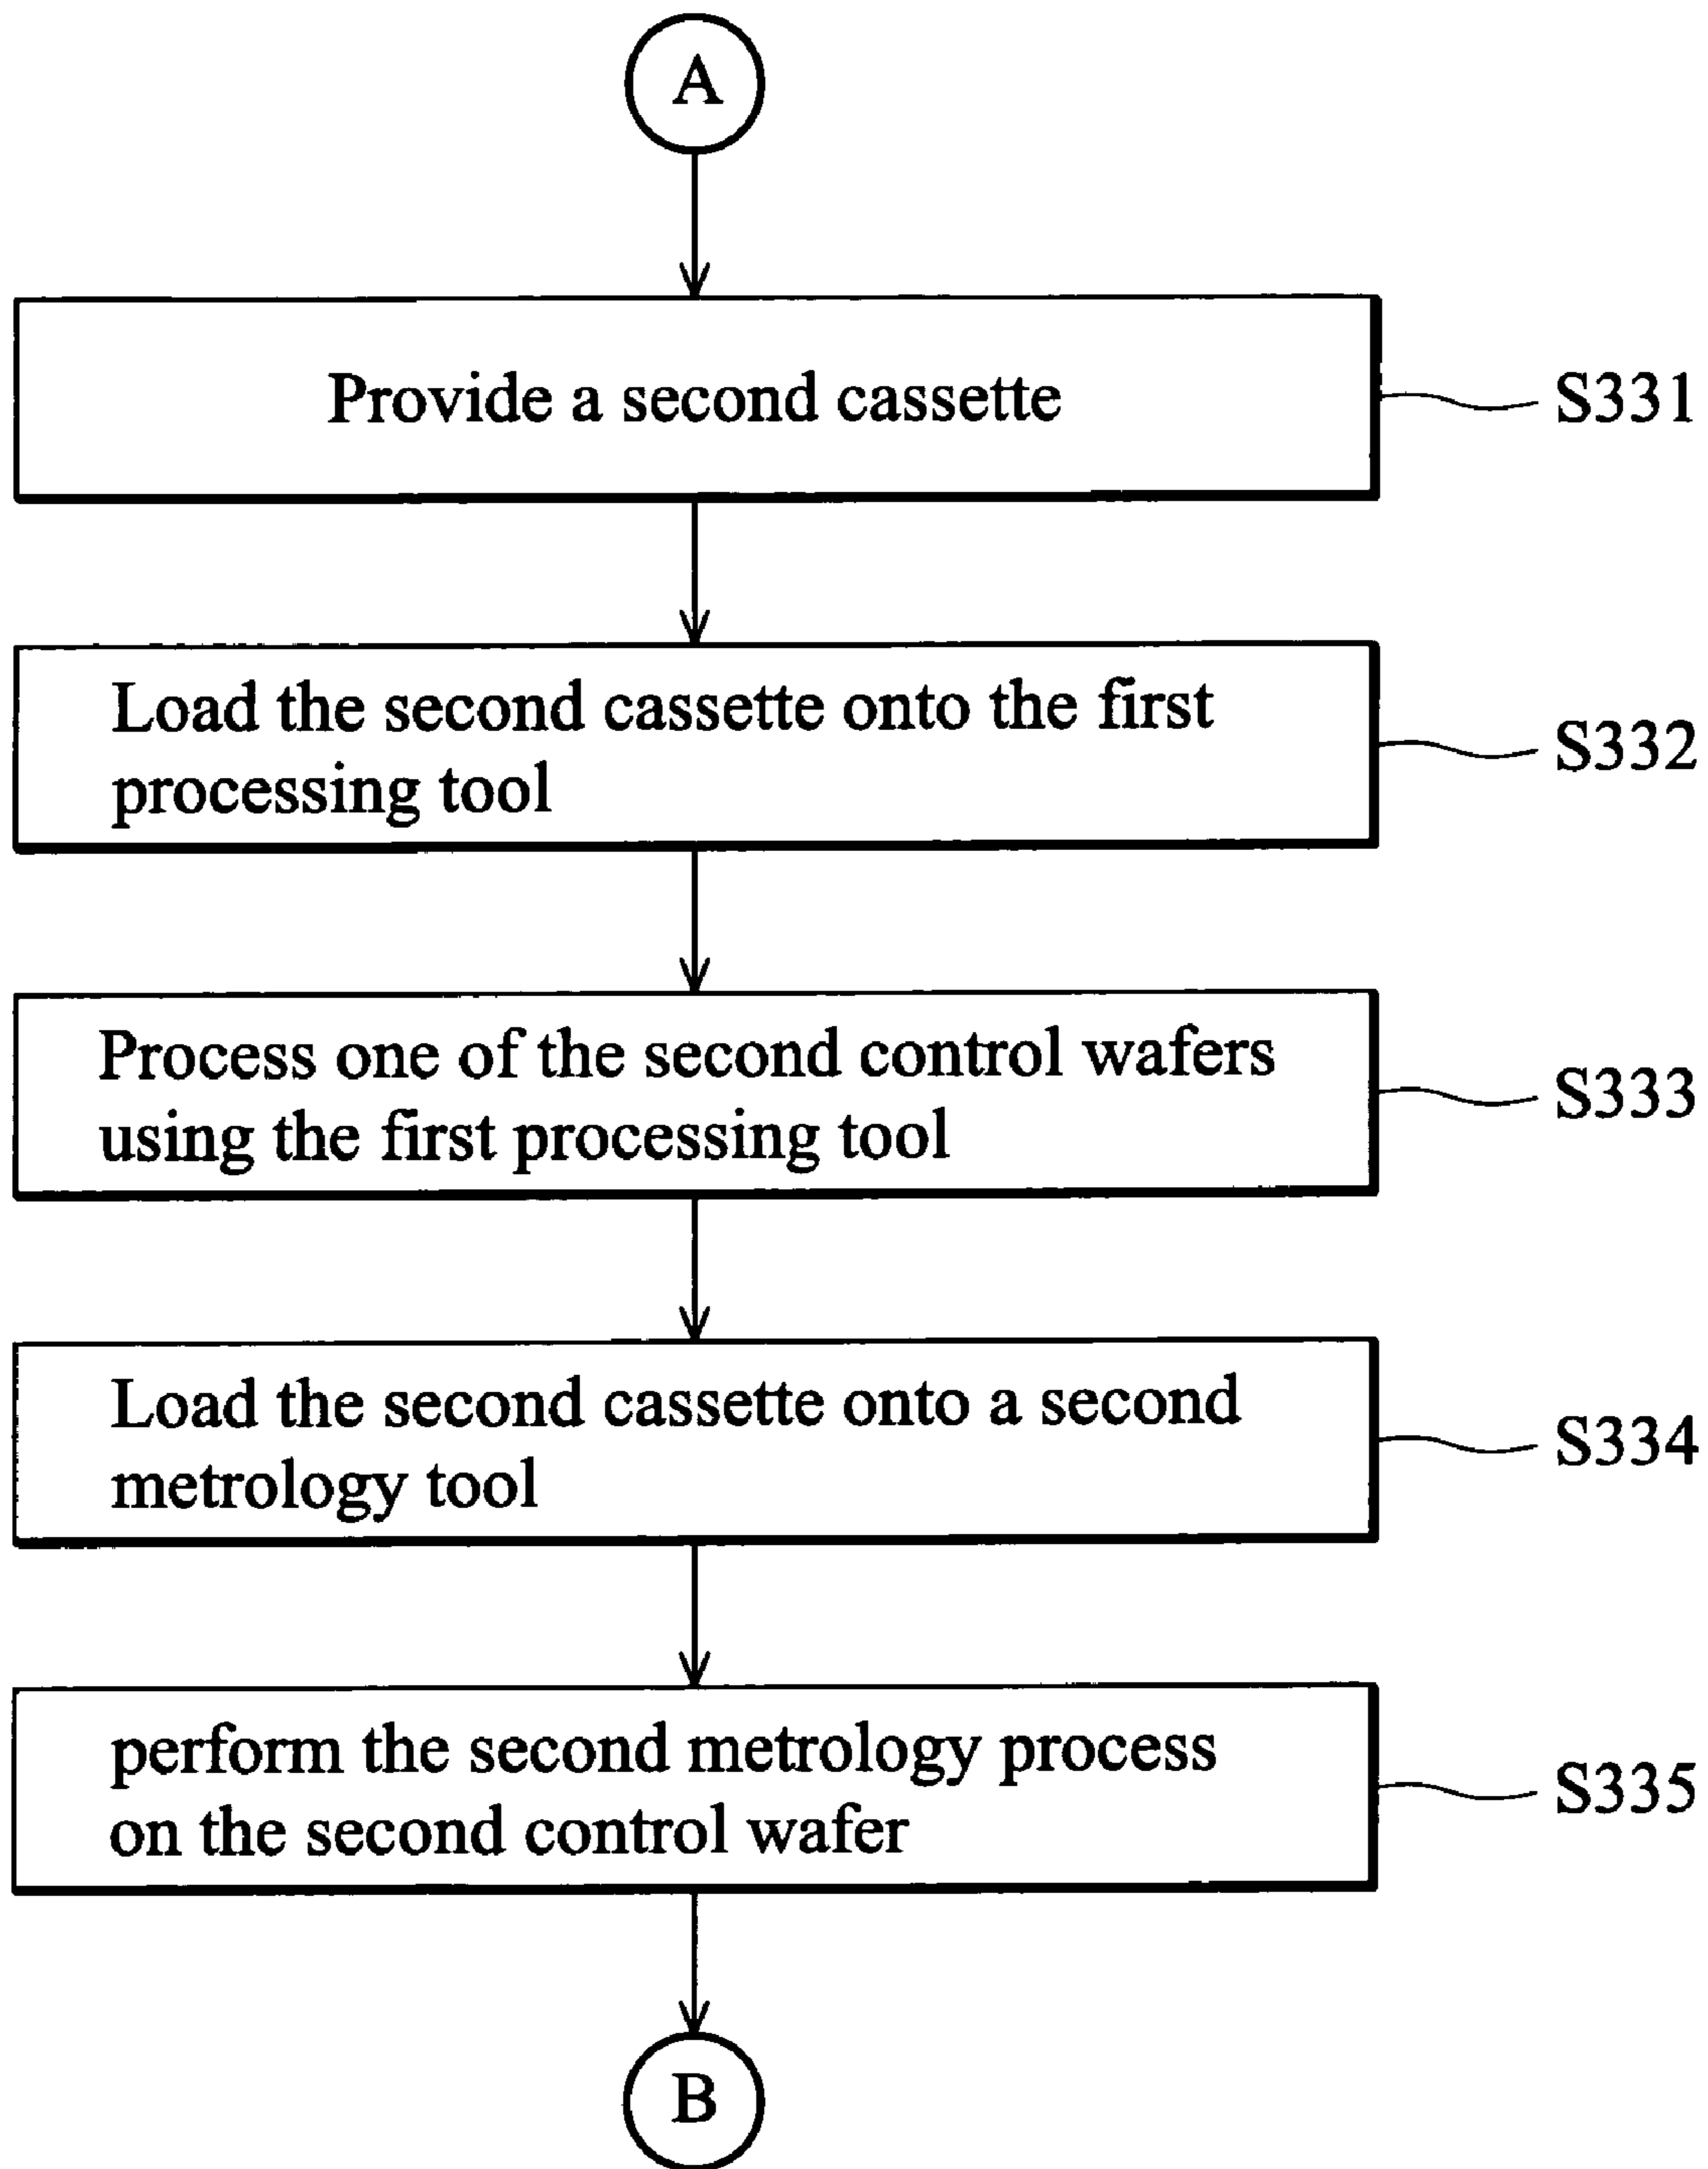 A
Provide a second cassette
S331
Load the second cassette onto the first
processing tool
S332
Process one of the second control wafers
using the first processing tool
S333
Load the second cassette onto a second
metrology tool
S334
perform the second metrology process
on the second control wafer
S335
B